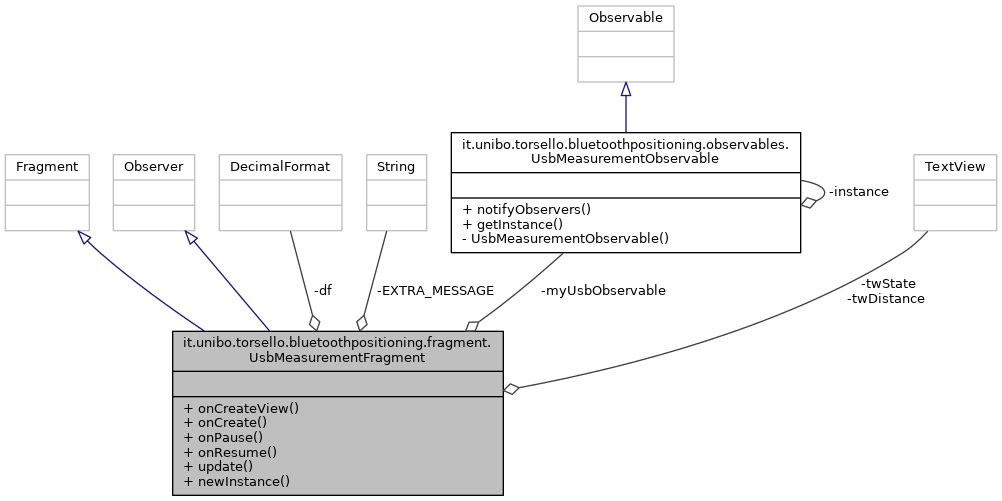 Observable
it.unibo.torsello.bluetoothpositioning.observables.
UsbMeasurementObservable
+ notifyObservers()
+ getInstance()
- UsbMeasurementObservable()
-instance
Fragment
Observer
DecimalFormat
String
TextView
-df
-EXTRA_MESSAGE
-myUsbObservable
-twState
-twDistance
it.unibo.torsello.bluetoothpositioning.fragment.
UsbMeasurementFragment
+ onCreateView()
+ onCreate()
+ onPause()
+ onResume()
+ update()
+ newInstance()